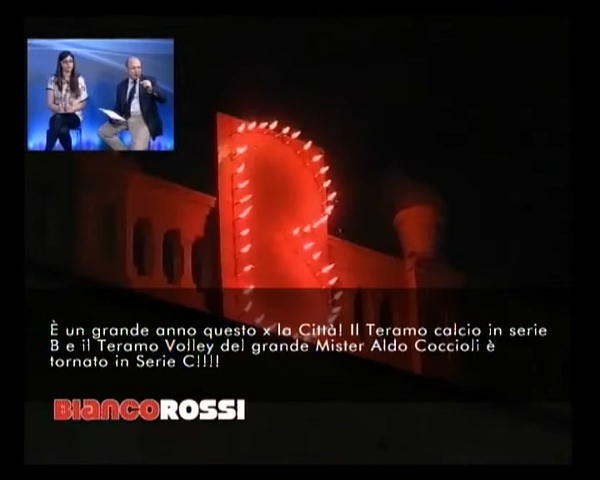 R
È un grande anno questo x la Città! Il Teramo calcio in serie
B e il Teramo Volley del grande Mister Aldo Coccioli è
tornato in Serie C!!!!
BIANCOROSSI